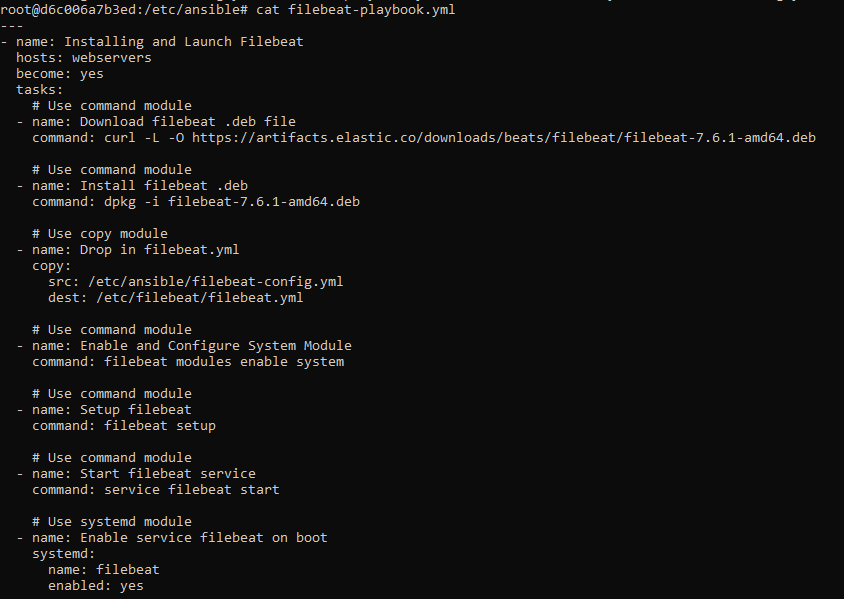 root@d6c006a7b3ed:/etc/ansible# cat filebeat-playbook.yml
---
- name: Installing and Launch Filebeat
  hosts: webservers
  become: yes
  tasks:
    # Use command module
  - name: Download filebeat .deb file
    command: curl -L -O https://artifacts.elastic.co/downloads/beats/filebeat/filebeat-7.6.1-amd64.deb

    # Use command module
  - name: Install filebeat .deb
    command: dpkg -i filebeat-7.6.1-amd64.deb

    # Use copy module
  - name: Drop in filebeat.yml
    copy:
      src: /etc/ansible/filebeat-config.yml
      dest: /etc/filebeat/filebeat.yml

    # Use command module
  - name: Enable and Configure System Module
    command: filebeat modules enable system

    # Use command module
  - name: Setup filebeat
    command: filebeat setup

    # Use command module
  - name: Start filebeat service
    command: service filebeat start

    # Use systemd module
  - name: Enable service filebeat on boot
    systemd:
      name: filebeat
      enabled: yes